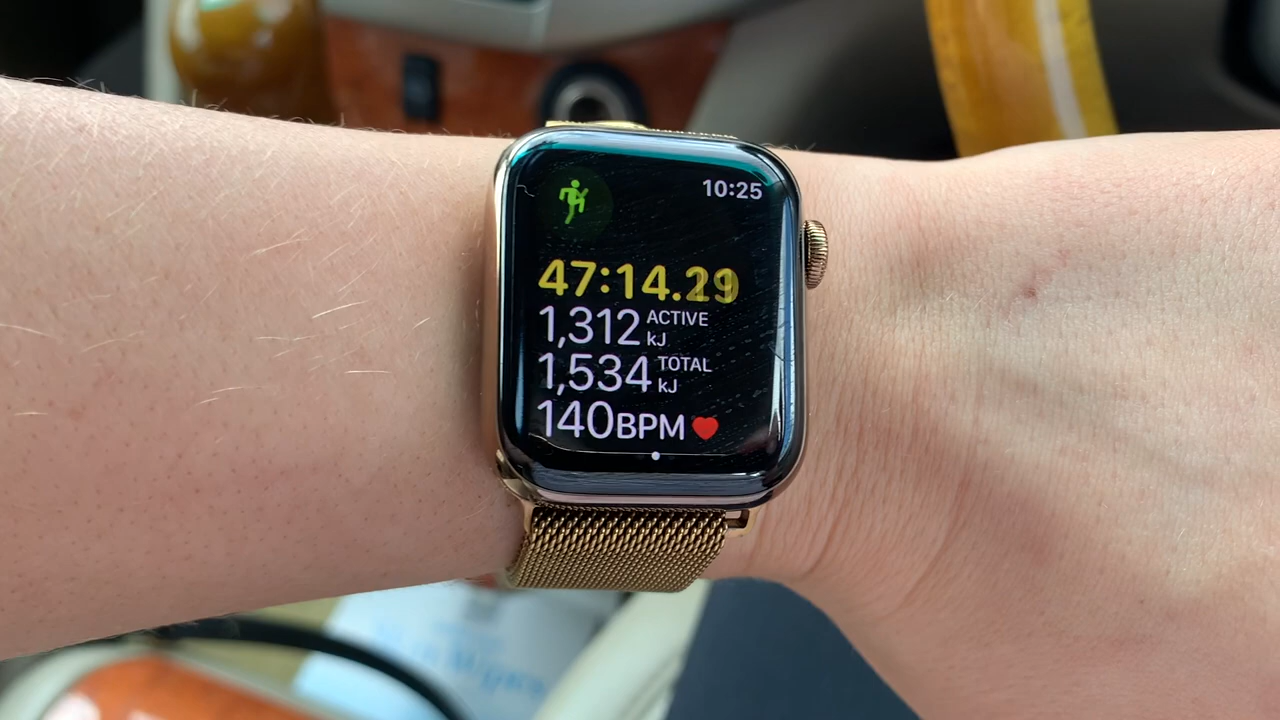 10:25
47:14.29
1,312 ACTIVE kJ
1,534 TOTAL kJ
140BPM